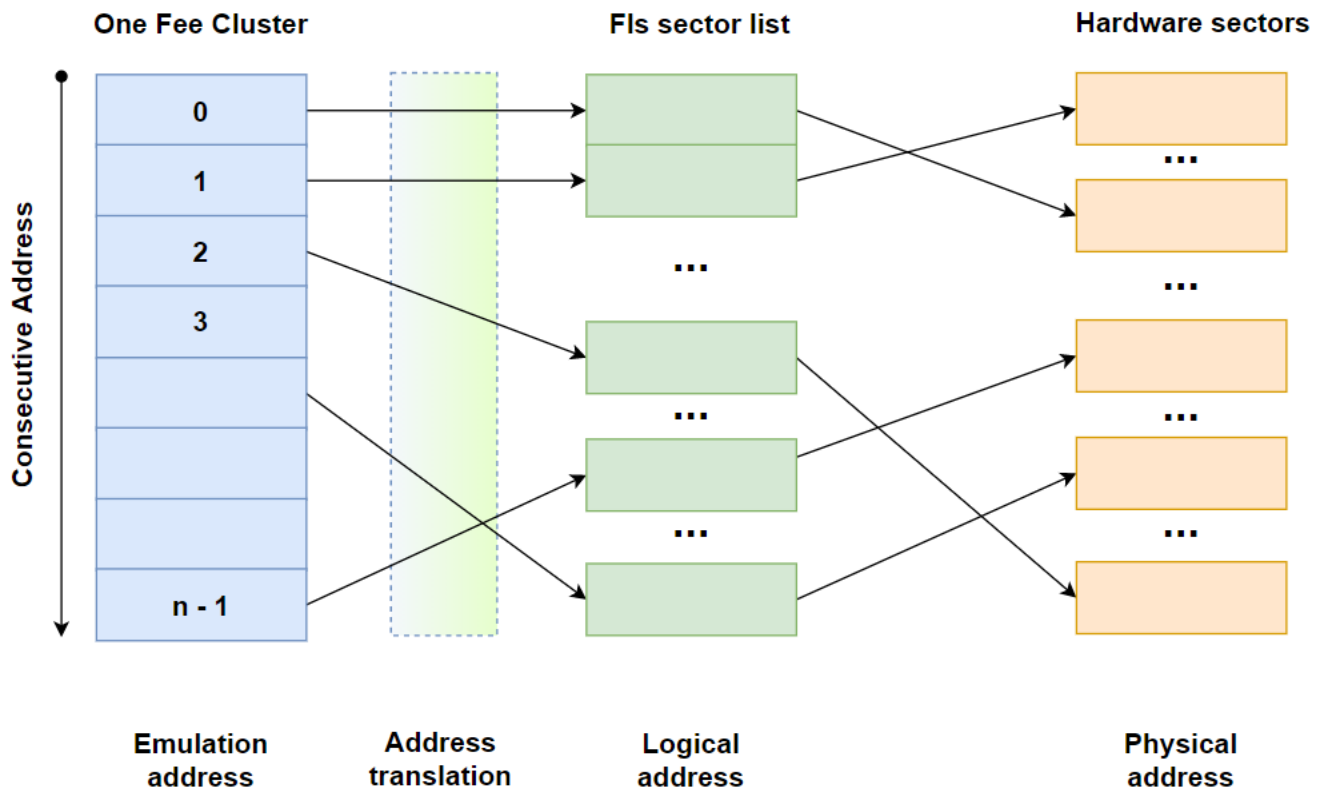 One Fee Cluster
Fls sector list
Hardware sectors
Consecutive Address
0
1
2
3
n - 1
...
...
...
...
...
...
...
Emulation
address
Address
translation
Logical
address
Physical
address